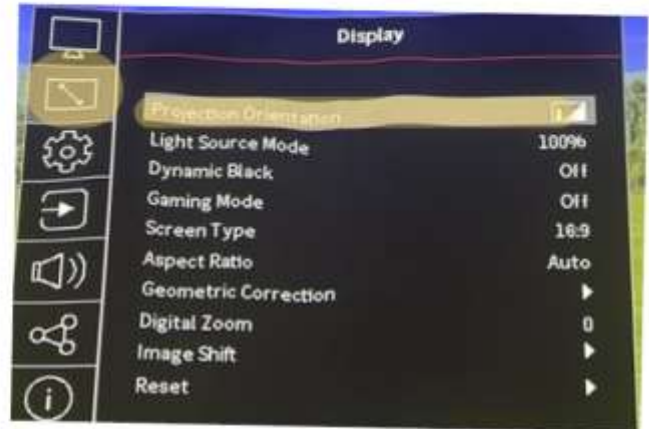 Display
Projection Orientation
Light Source Mode 100%
Dynamic Black Off
Gaming Mode Off
Screen Type 16:9
Aspect Ratio Auto
Geometric Correction
Digital Zoom 0
Image Shift
Reset